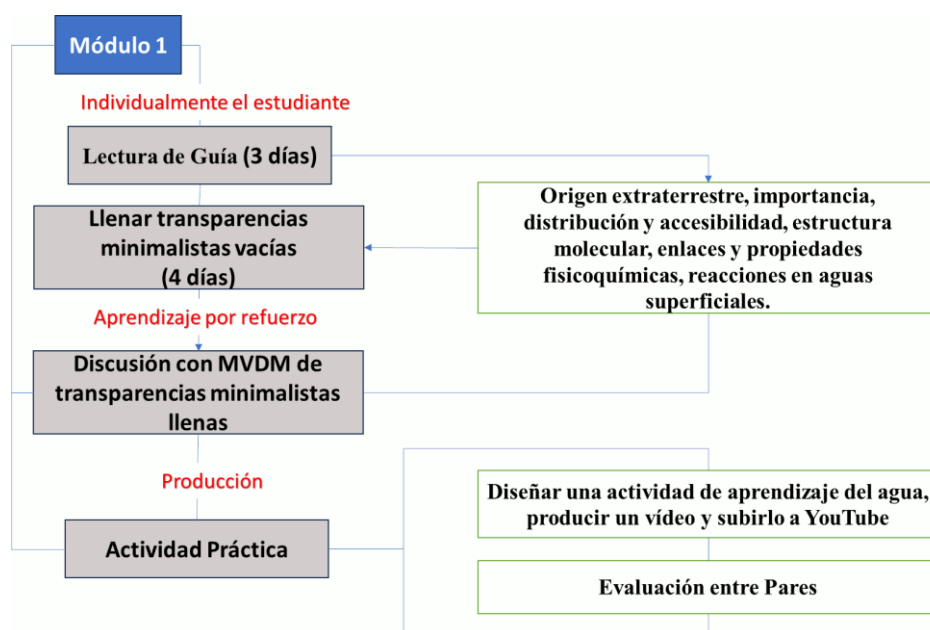 Módulo 1
Individualmente el estudiante
Lectura de Guía (3 días)
Llenar transparencias
minimalistas vacías
(4 días)
Origen extraterrestre, importancia,
distribución y accesibilidad, estructura
molecular, enlaces y propiedades
fisicoquímicas, reacciones en aguas
superficiales.
Aprendizaje por refuerzo
Discusión con MVDM de
transparencias minimalistas
llenas
Producción
Actividad Práctica
Diseñar una actividad de aprendizaje del agua,
producir un vídeo y subirlo a YouTube
Evaluación entre Pares